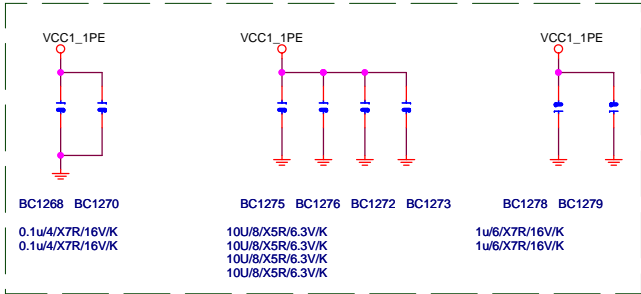 VCC1_1PE VCC1_1PE VCC1_1PE
BC1268 BC1270 BC1275 BC1276 BC1272 BC1273 BC1278 BC1279
0.1u/4/X7R/16V/K 10U/8/X5R/6.3V/K 1u/6/X7R/16V/K
0.1u/4/X7R/16V/K 10U/8/X5R/6.3V/K 1u/6/X7R/16V/K
10U/8/X5R/6.3V/K
10U/8/X5R/6.3V/K